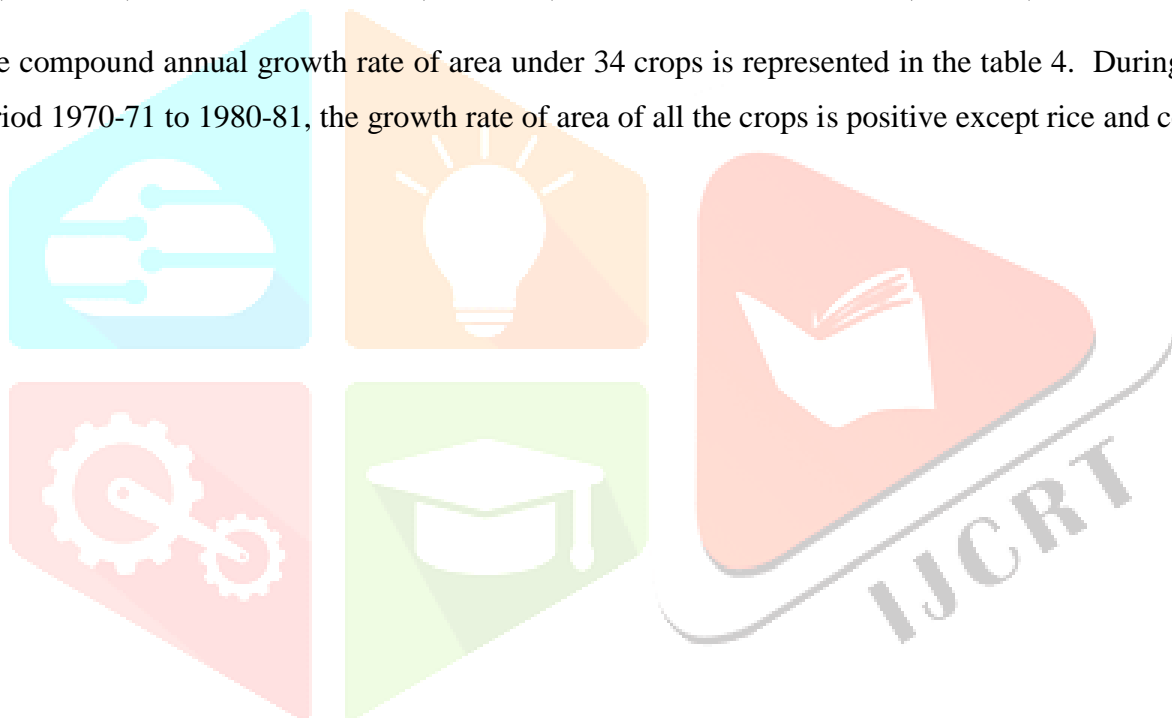 e compound annual growth rate of area under 34 crops is represented in the table 4. During
riod 1970-71 to 1980-81, the growth rate of area of all the crops is positive except rice and c
IJCRT